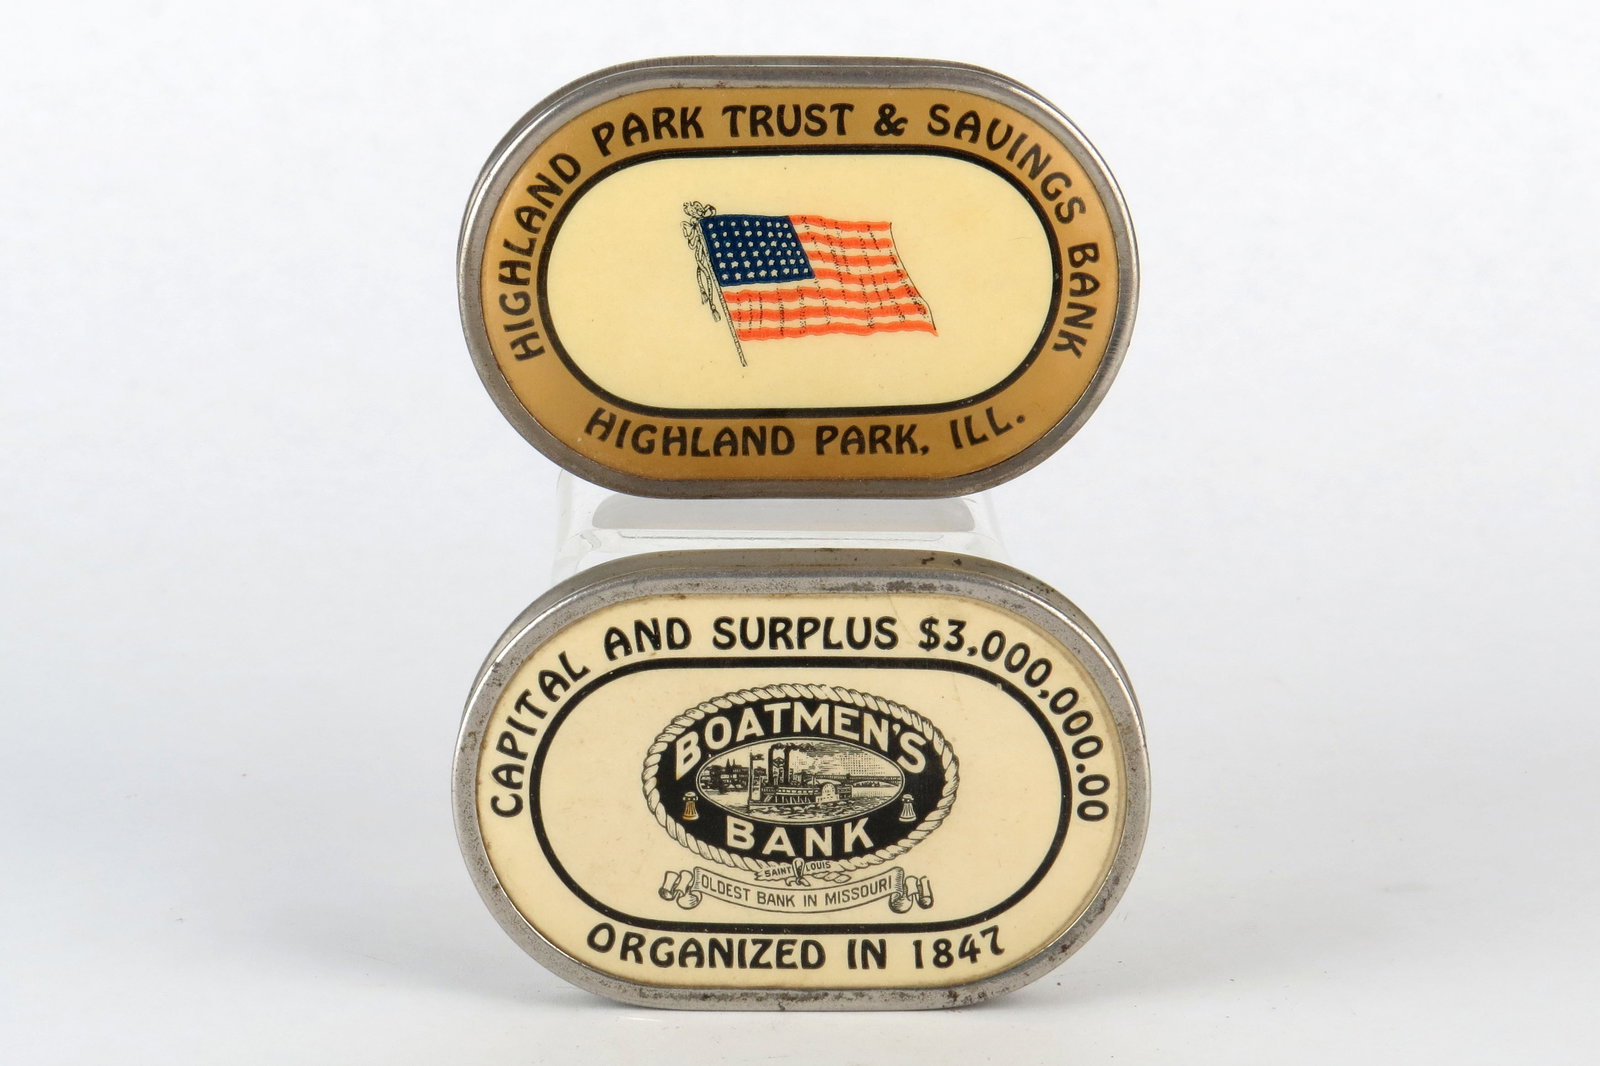 HIGHLAND PARK TRUST & SAVINGS BANK
HIGHLAND PARK, ILL.
CAPITAL AND SURPLUS $3,000,000.00
BOATMEN'S
BANK
SAINT LOUIS
OLDEST BANK IN MISSOURI
ORGANIZED IN 1847